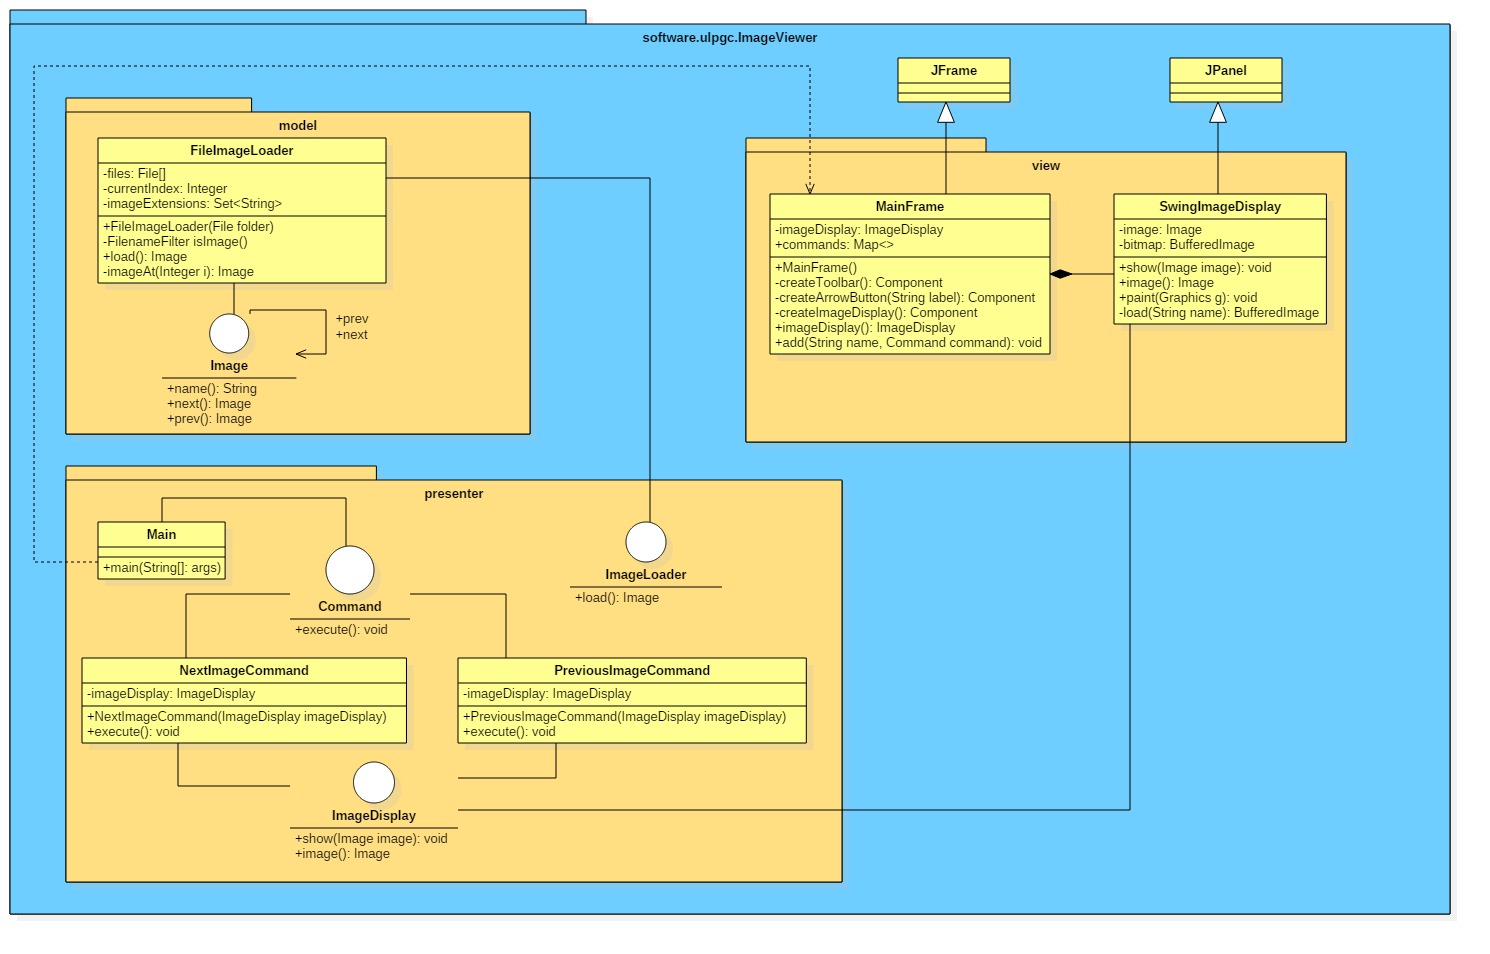 software.ulpgc.ImageViewer
JFrame
JPanel
model
FileImageLoader
-files: File[]
-currentIndex: Integer
-imageExtensions: Set<String>
+FileImageLoader(File folder)
-FilenameFilter isImage()
+load(): Image
-imageAt(Integer i): Image
+prev
+next
Image
+name(): String
+next(): Image
+prev(): Image
view
MainFrame
-imageDisplay: ImageDisplay
+commands: Map<>
+MainFrame()
-createToolbar(): Component
-createArrowButton(String label): Component
-createImageDisplay(): Component
+imageDisplay(): ImageDisplay
+add(String name, Command command): void
SwingImageDisplay
-image: Image
-bitmap: BufferedImage
+show(Image image): void
+image(): Image
+paint(Graphics g): void
-load(String name): BufferedImage
presenter
Main
+main(String[]: args)
Command
+execute(): void
ImageLoader
+load(): Image
NextImageCommand
-imageDisplay: ImageDisplay
+NextImageCommand(ImageDisplay imageDisplay)
+execute(): void
PreviousImageCommand
-imageDisplay: ImageDisplay
+PreviousImageCommand(ImageDisplay imageDisplay)
+execute(): void
ImageDisplay
+show(Image image): void
+image(): Image